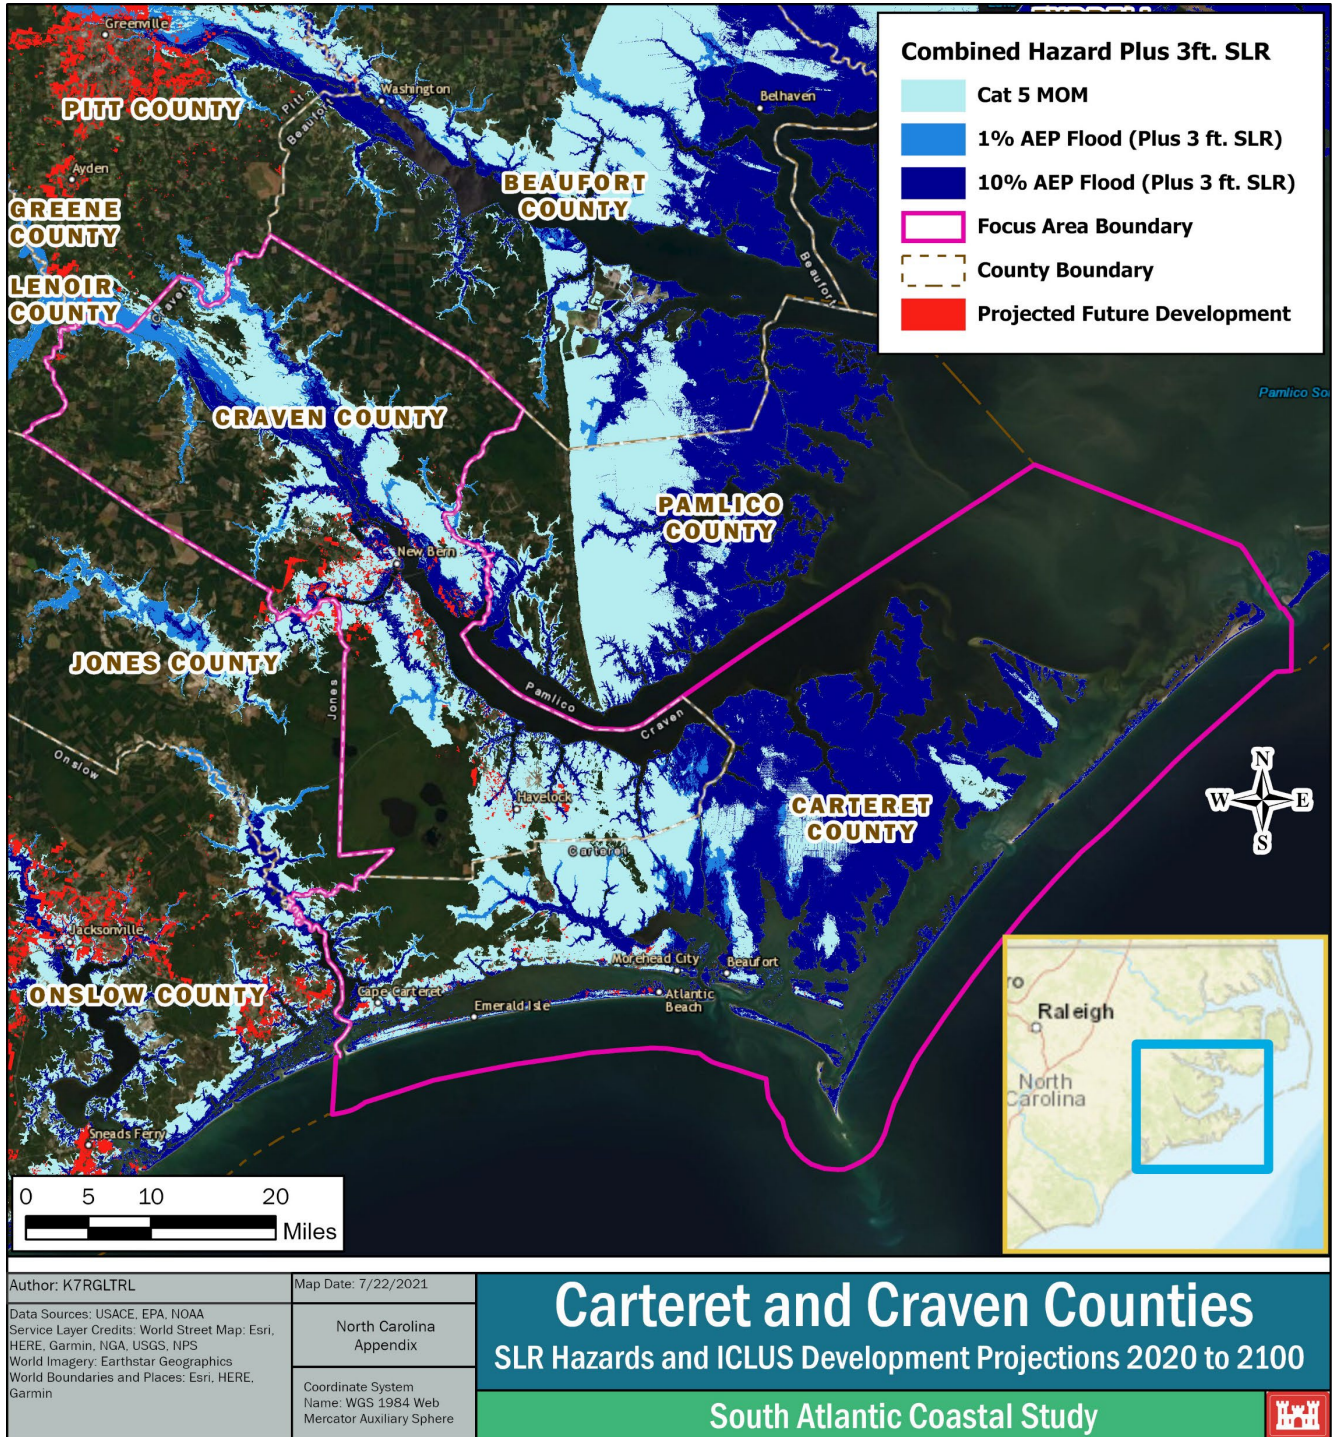 Greenville
PITT COUNTY
Pitt
Beaufort
Washington
Belhaven
Ayden
GREENE
COUNTY
BEAUFORT
COUNTY
LENOIR
COUNTY
Craven
Beaufort
CRAVEN COUNTY
PAMLICO
COUNTY
New Bern
JONES COUNTY
Jones
Pamlico
Craven
Onslow
Havelock
CARTERET
COUNTY
Carteret
Jacksonville
ONSLOW COUNTY
Cape Carteret
Emerald Isle
Morehead City
Beaufort
Atlantic
Beach
Sneads Ferry
Combined Hazard Plus 3ft. SLR
Cat 5 MOM
1% AEP Flood (Plus 3 ft. SLR)
10% AEP Flood (Plus 3 ft. SLR)
Focus Area Boundary
County Boundary
Projected Future Development
Pamlico So
N
W E
S
ro
Raleigh
North
Carolina
0 5 10 20
Miles
Author: K7RGLTRL
Data Sources: USACE, EPA, NOAA
Service Layer Credits: World Street Map: Esri,
HERE, Garmin, NGA, USGS, NPS
World Imagery: Earthstar Geographics
World Boundaries and Places: Esri, HERE,
Garmin
Map Date: 7/22/2021
North Carolina
Appendix
Coordinate System
Name: WGS 1984 Web
Mercator Auxiliary Sphere
Carteret and Craven Counties
SLR Hazards and ICLUS Development Projections 2020 to 2100
South Atlantic Coastal Study